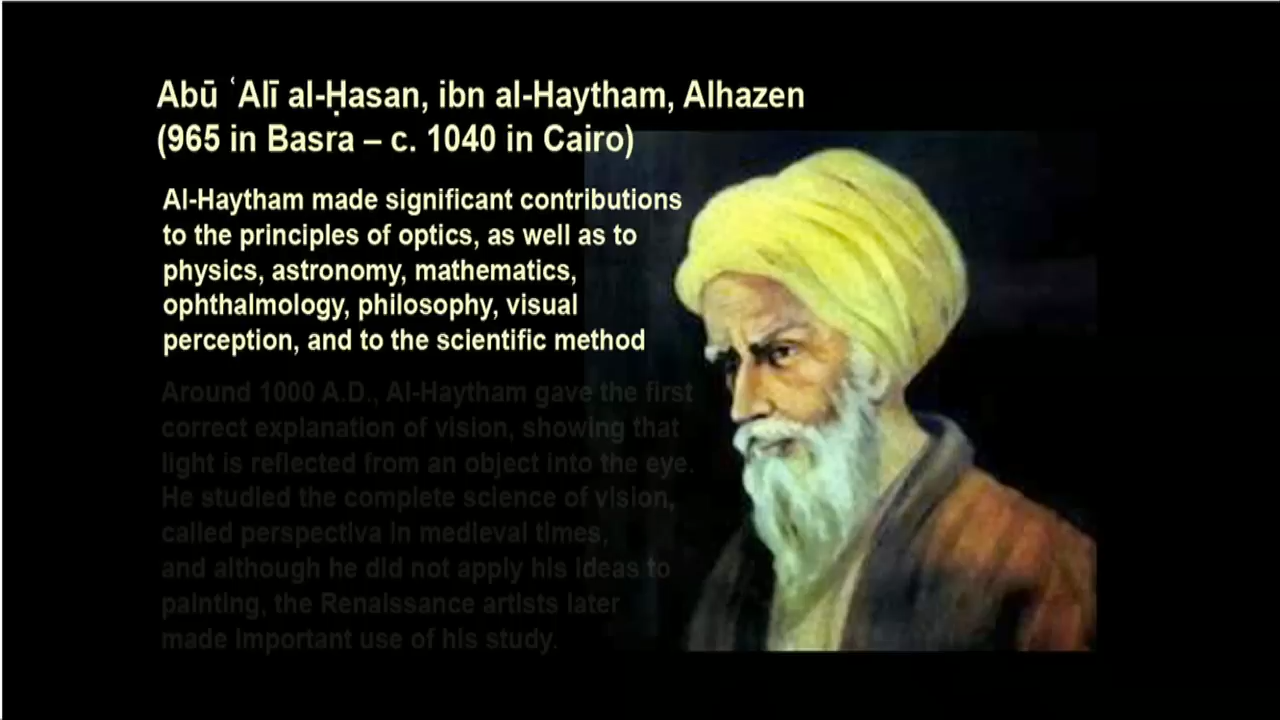 Abū ʿAlī al-Ḥasan, ibn al-Haytham, Alhazen
(965 in Basra – c. 1040 in Cairo)
Al-Haytham made significant contributions
to the principles of optics, as well as to
physics, astronomy, mathematics,
ophthalmology, philosophy, visual
perception, and to the scientific method
Around 1000 A.D., Al-Haytham gave the first
correct explanation of vision, showing that
light is reflected from an object into the eye.
He studied the complete science of vision,
called perspectiva in medieval times,
and although he did not apply his ideas to
painting, the Renaissance artists later
made important use of his study.